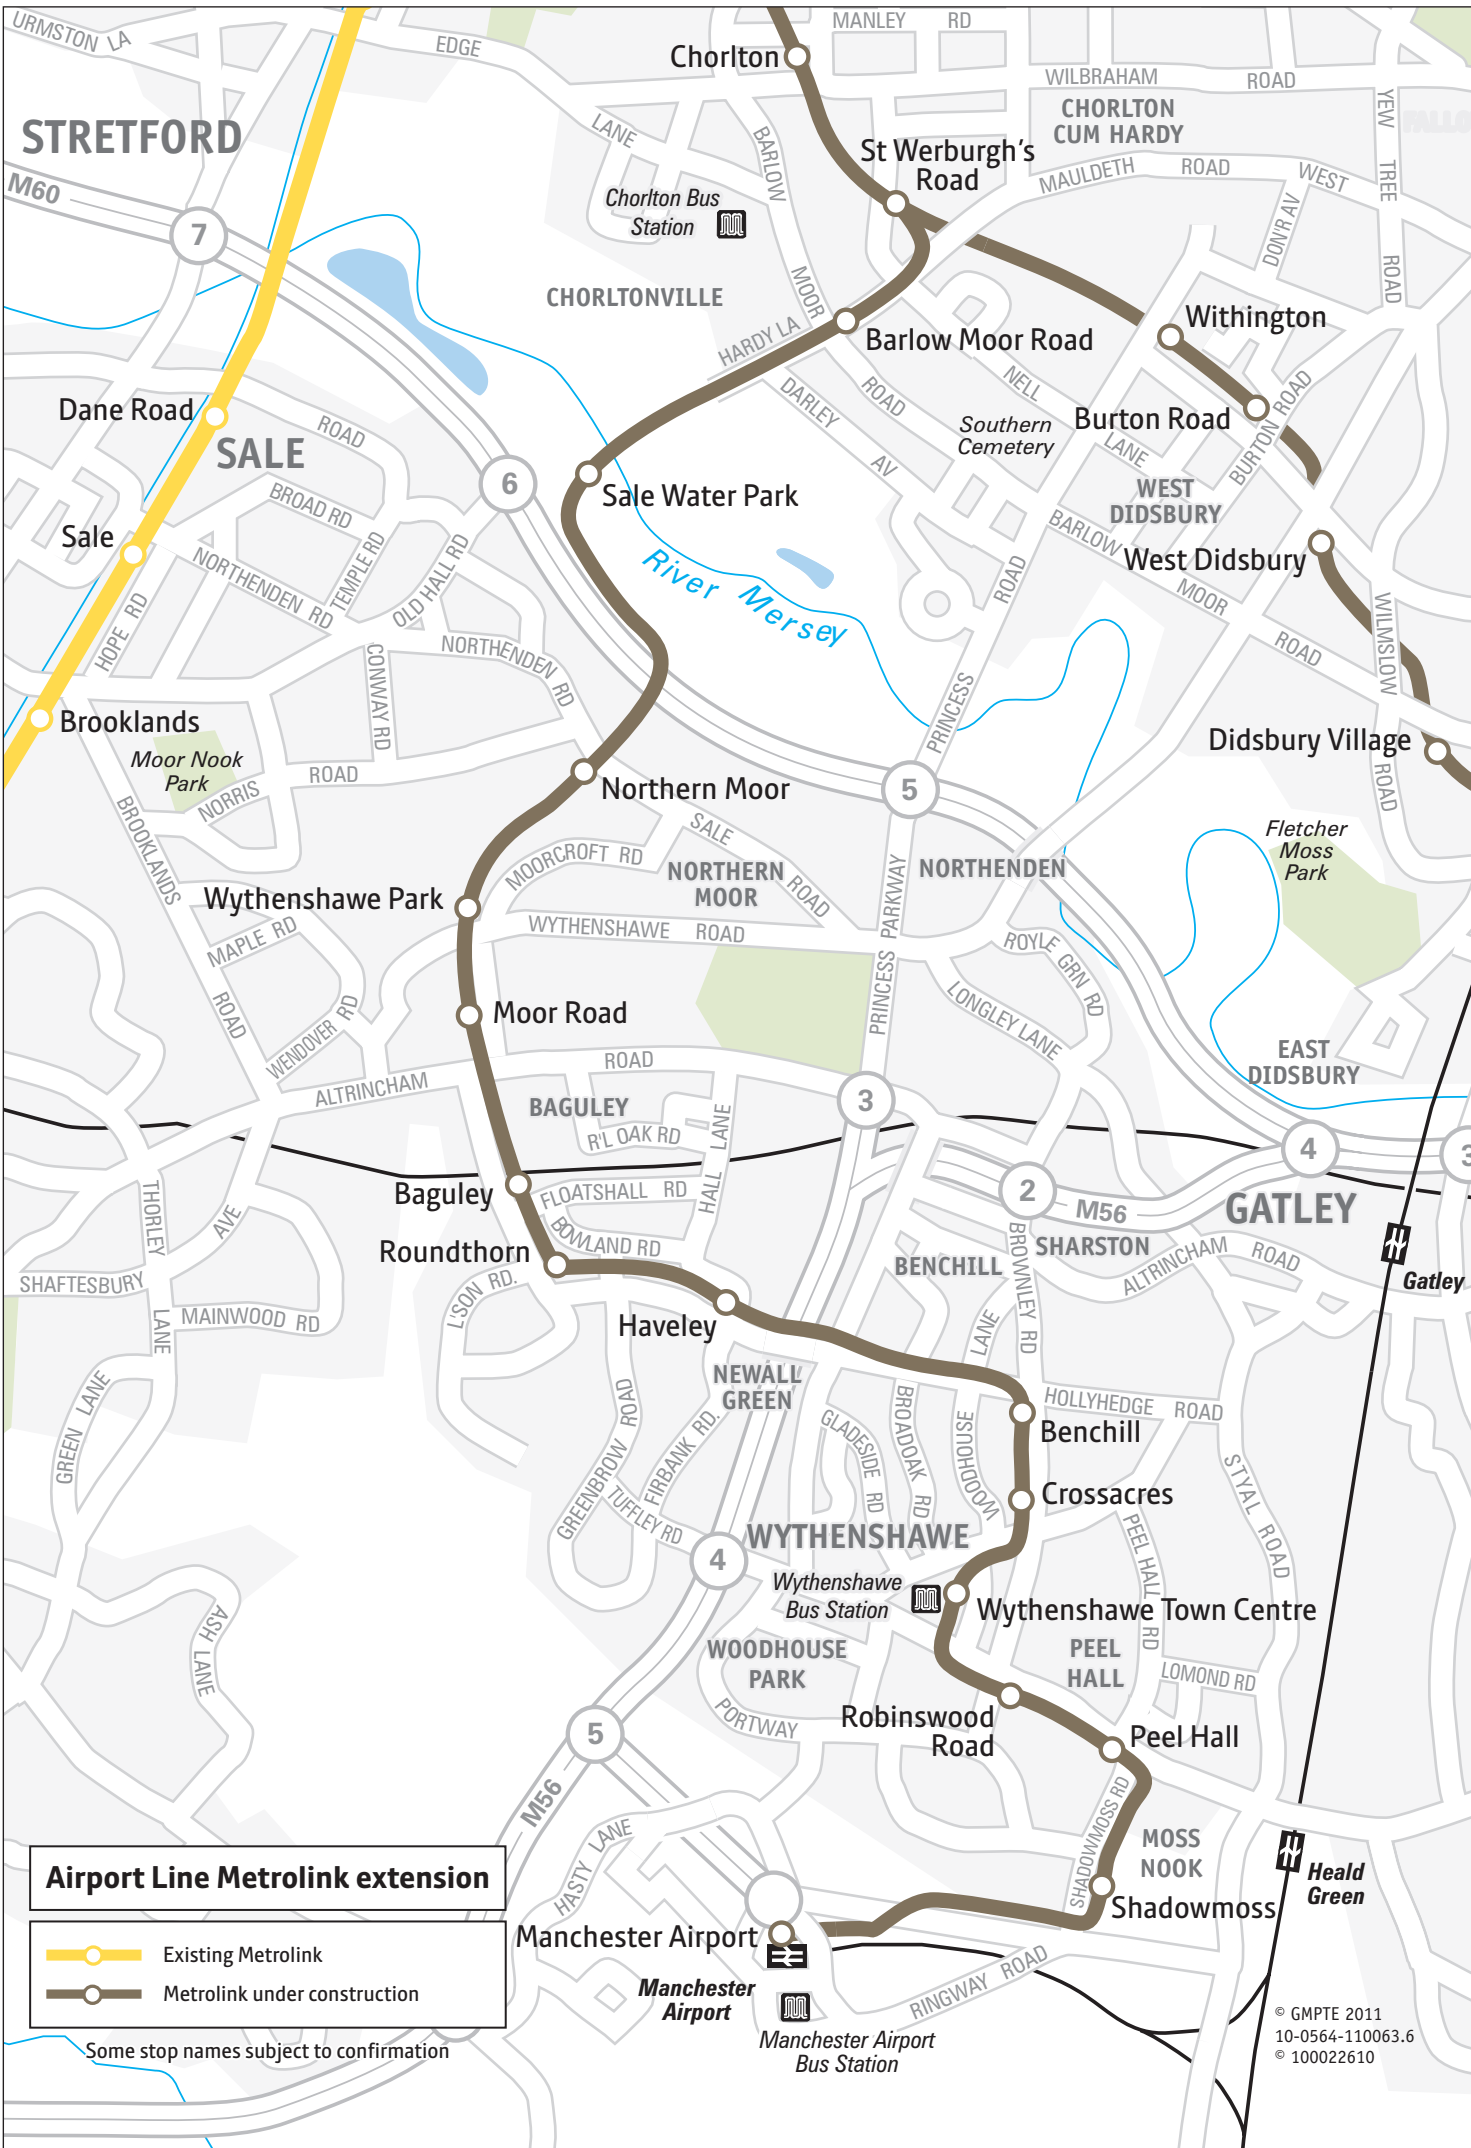 URMSTON LA
EDGE
LANE
MANLEY RD
Chorlton
WILBRAHAM ROAD
CHORLTON
CUM HARDY
YEW TREE ROAD
STRETFORD
M60
7
BARLOW MOOR ROAD
St Werburgh's
Road
MAULDETH ROAD WEST
Chorlton Bus
Station
DON'R AV
CHORLTONVILLE
HARDY LA
Barlow Moor Road
Withington
Dane Road
SALE
ROAD
DARLEY AV
NELL LANE
Southern
Cemetery
Burton Road
BURTON ROAD
6
Sale Water Park
WEST
DIDSBURY
BROAD RD
Sale
NORTHENDEN RD
TEMPLE RD
OLD HALL RD
BARLOW MOOR ROAD
West Didsbury
River Mersey
HOPE RD
CONWAY RD
NORTHENDEN RD
PRINCESS ROAD
WILMSLOW ROAD
Brooklands
Moor Nook
Park
NORRIS ROAD
Didsbury Village
Northern Moor
5
BROOKLANDS ROAD
SALE ROAD
MOORCROFT RD
NORTHERN
MOOR
NORTHENDEN
Fletcher
Moss
Park
Wythenshawe Park
WYTHENSHAWE ROAD
PRINCESS PARKWAY
MAPLE RD
ROYLE GRN RD
LONGLEY LANE
Moor Road
WENDOVER RD
ALTRINCHAM ROAD
EAST
DIDSBURY
3
BAGULEY
R'L OAK RD
HALL LANE
4
3
Baguley
FLOATSHALL RD
2
M56
GATLEY
THORLEY LANE
AVE
BOWLAND RD
Roundthorn
BENCHILL
SHARSTON
BROWNLEY RD
ALTRINCHAM ROAD
Gatley
SHAFTESBURY
L'SON RD.
MAINWOOD RD
Haveley
GREEN LANE
NEWALL
GREEN
HOLLYHEDGE ROAD
Benchill
GREENBROW ROAD
FIRBANK RD.
GLADESIDE RD
BROADOAK RD
WOODHOUSE LANE
Crossacres
STYAL ROAD
TUFFLEY RD
4
WYTHENSHAWE
PEEL HALL RD
Wythenshawe
Bus Station
Wythenshawe Town Centre
ASH LANE
WOODHOUSE
PARK
PEEL
HALL
LOMOND RD
PORTWAY
Robinswood
Road
Peel Hall
5
M56
SHADOWMOSS RD
MOSS
NOOK
HASTY LANE
Heald
Green
Shadowmoss
Manchester Airport
Manchester
Airport
RINGWAY ROAD
Manchester Airport
Bus Station
Airport Line Metrolink extension
Existing Metrolink
Metrolink under construction
Some stop names subject to confirmation
© GMPTE 2011
10-0564-110063.6
© 100022610